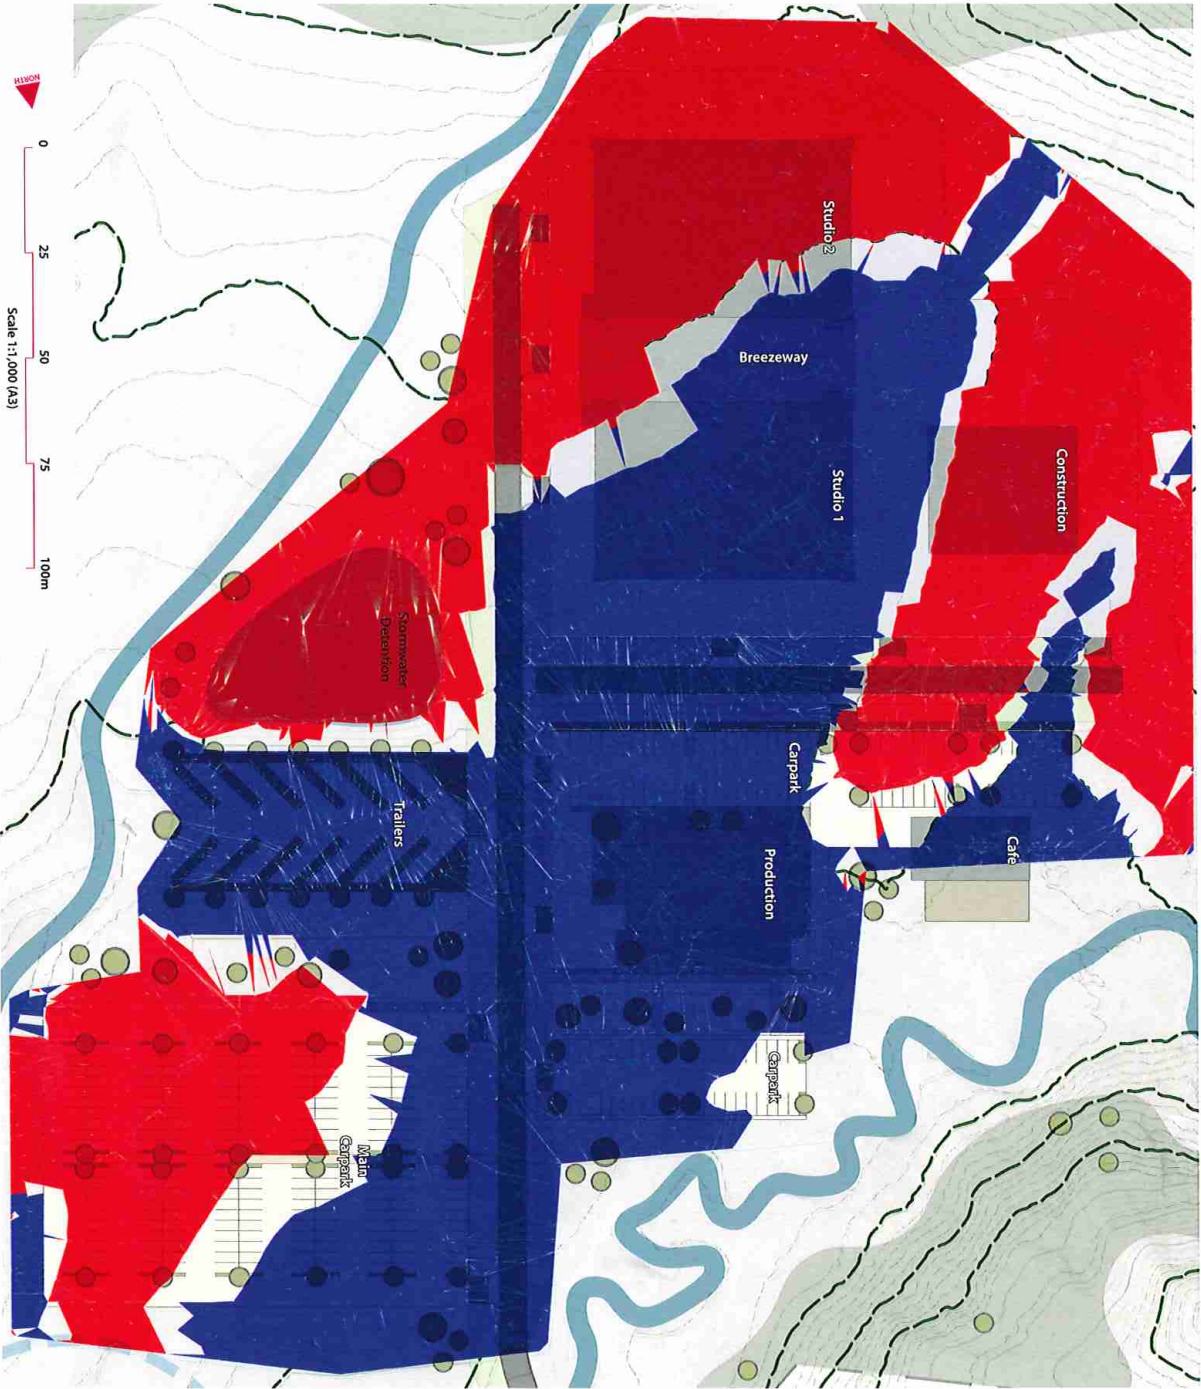 NORTH
0
25
50
75
100m
Scale 1:1,000 (A3)
Studio 2
Breezeway
Studio 1
Construction
Stormwater
Detention
Carpark
Trailers
Production
Cafe
Carpark
Main
Carpark